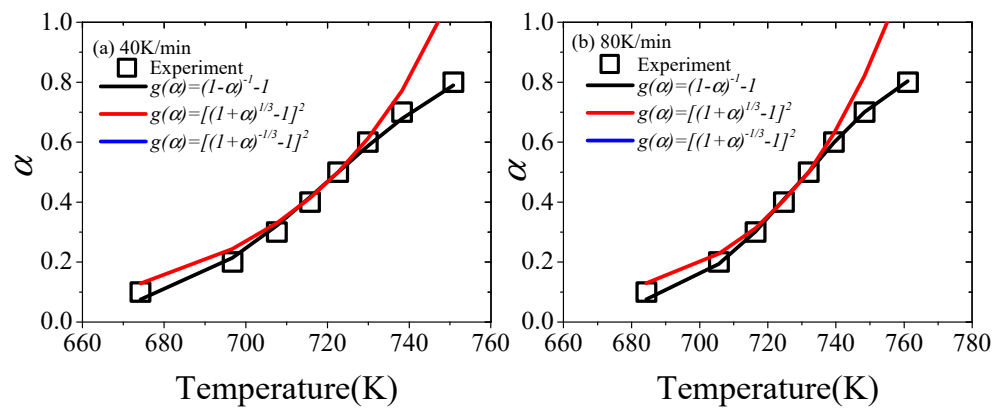 (a) 40K/min
Experiment
g(α)=(1-α)^-1-1
g(α)=[(1+α)^1/3-1]^2
g(α)=[(1+α)^-1/3-1]^2
α
1.0
0.8
0.6
0.4
0.2
0.0
660 680 700 720 740 760
Temperature(K)
(b) 80K/min
Experiment
g(α)=(1-α)^-1-1
g(α)=[(1+α)^1/3-1]^2
g(α)=[(1+α)^-1/3-1]^2
α
1.0
0.8
0.6
0.4
0.2
0.0
660 680 700 720 740 760 780
Temperature(K)